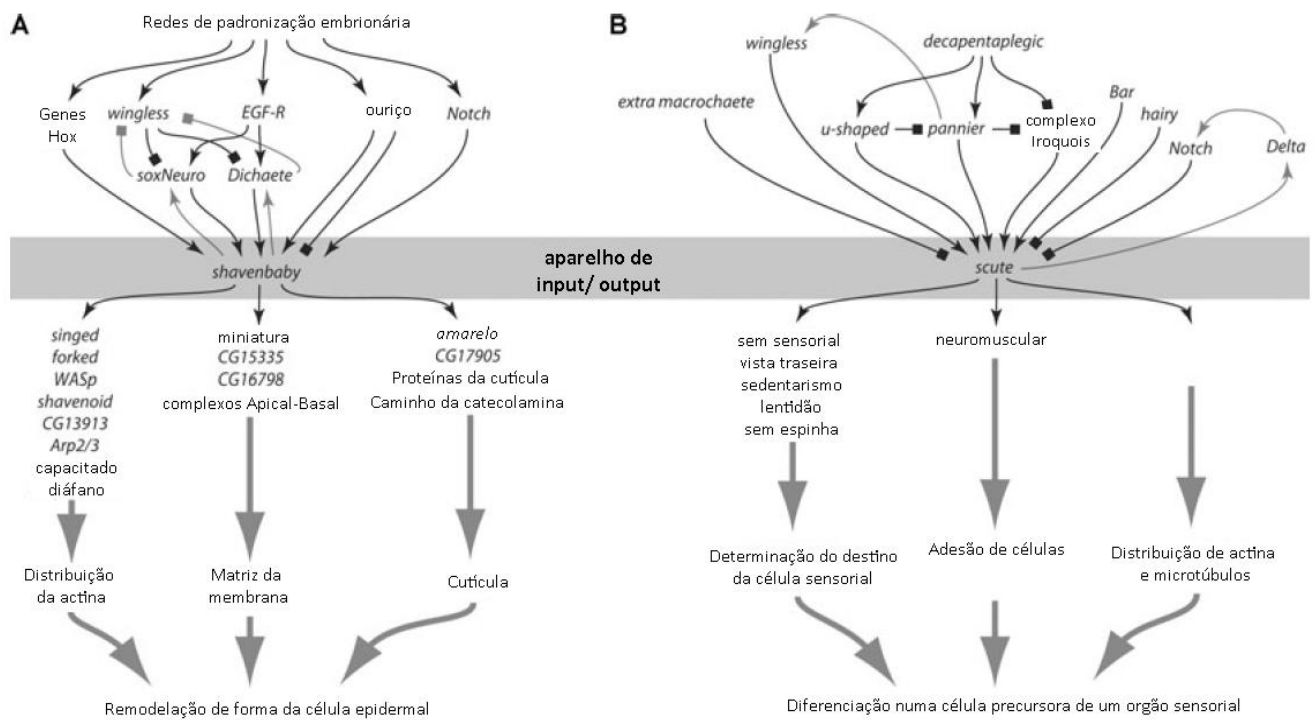 A
Redes de padronização embrionária
Genes
Hox
wingless
EGF-R
ouriço
Notch
soxNeuro
Dichaete
shavenbaby
singed
forked
WASp
shavenoid
CG13913
Arp2/3
capacitado
diáfano
miniatura
CG15335
CG16798
complexos Apical-Basal
amarelo
CG17905
Proteínas da cutícula
Caminho da catecolamina
Distribuição
da actina
Matriz da
membrana
Cutícula
Remodelação de forma da célula epidermal
aparelho de
input/ output
B
wingless
decapentaplegic
extra macrochaete
u-shaped
pannier
complexo
Iroquois
Bar
hairy
Notch
Delta
scute
sem sensorial
vista traseira
sedentarismo
lentidão
sem espinha
neuromuscular
Determinação do destino
da célula sensorial
Adesão de células
Distribuição de actina
e microtúbulos
Diferenciação numa célula precursora de um orgão sensorial